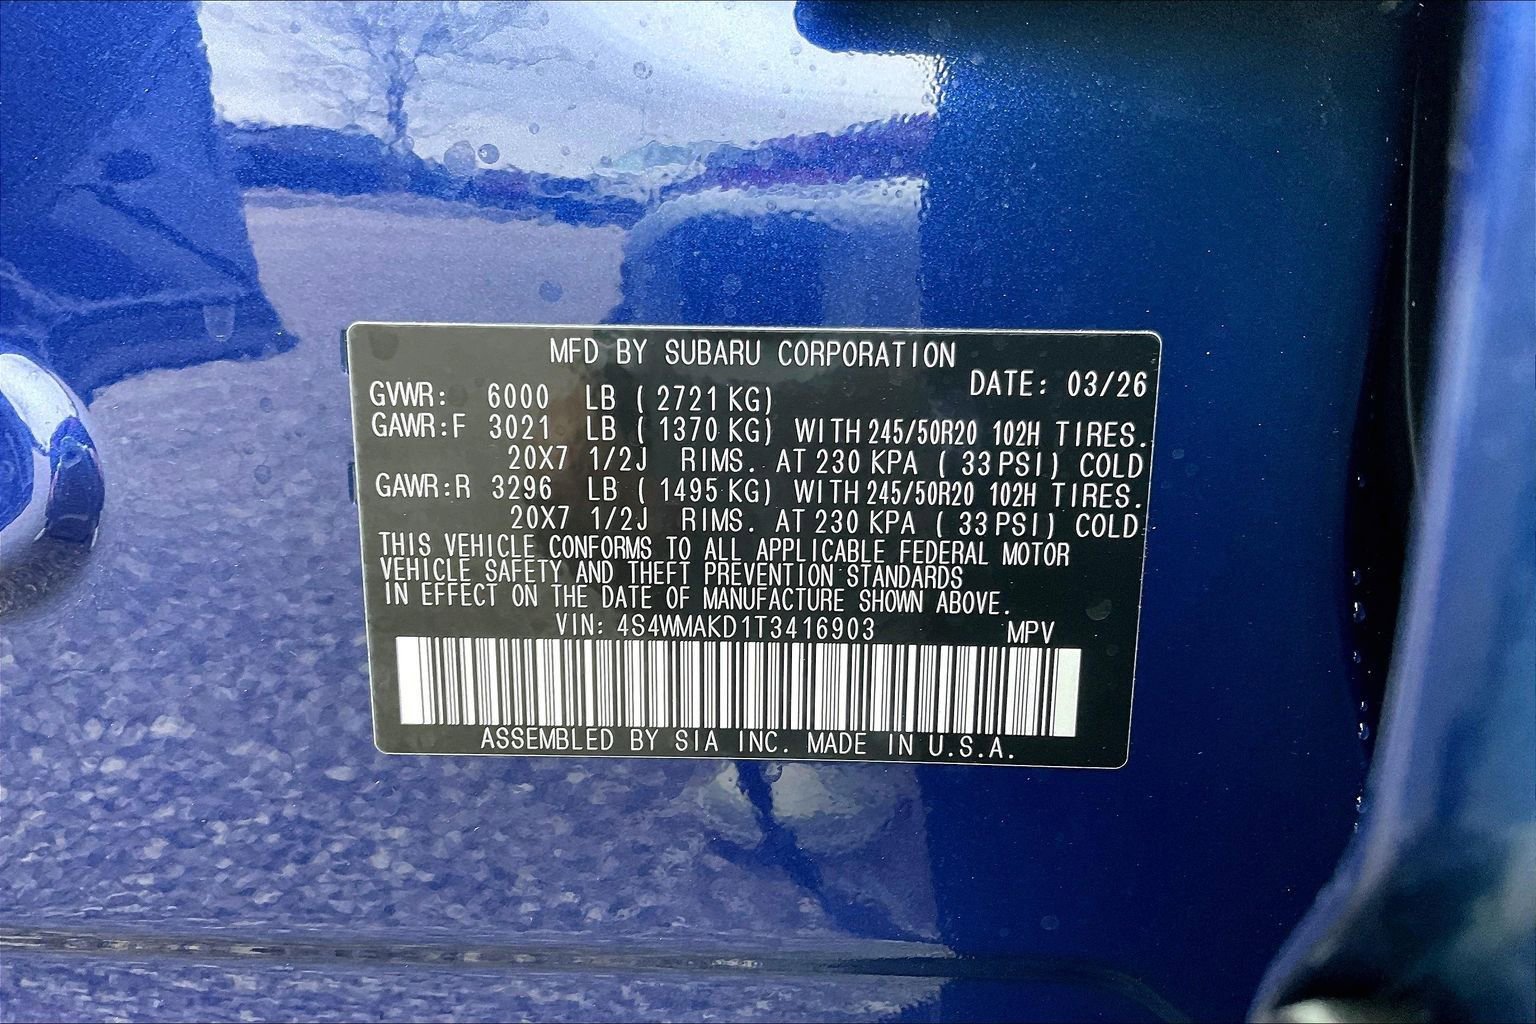 MFD BY SUBARU CORPORATION
DATE: 03/26
GVWR: 6000 LB ( 2721 KG)
GAWR:F 3021 LB ( 1370 KG) WITH 245/50R20 102H TIRES.
20X7 1/2J RIMS. AT 230 KPA ( 33 PSI) COLD
GAWR:R 3296 LB ( 1495 KG) WITH 245/50R20 102H TIRES.
20X7 1/2J RIMS. AT 230 KPA ( 33 PSI) COLD
THIS VEHICLE CONFORMS TO ALL APPLICABLE FEDERAL MOTOR
VEHICLE SAFETY AND THEFT PREVENTION STANDARDS
IN EFFECT ON THE DATE OF MANUFACTURE SHOWN ABOVE.
VIN: 4S4WMAKD1T3416903 MPV
ASSEMBLED BY SIA INC. MADE IN U.S.A.